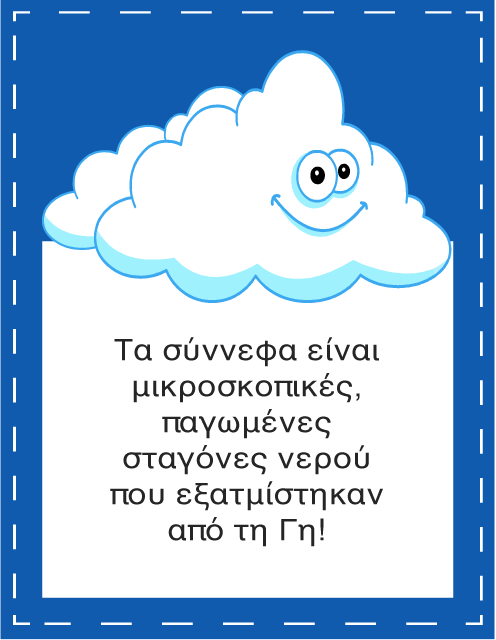 Τα σύννεφα είναι
μικροσκοπικές,
παγωμένες
σταγόνες νερού
που εξατμίστηκαν
από τη Γη!